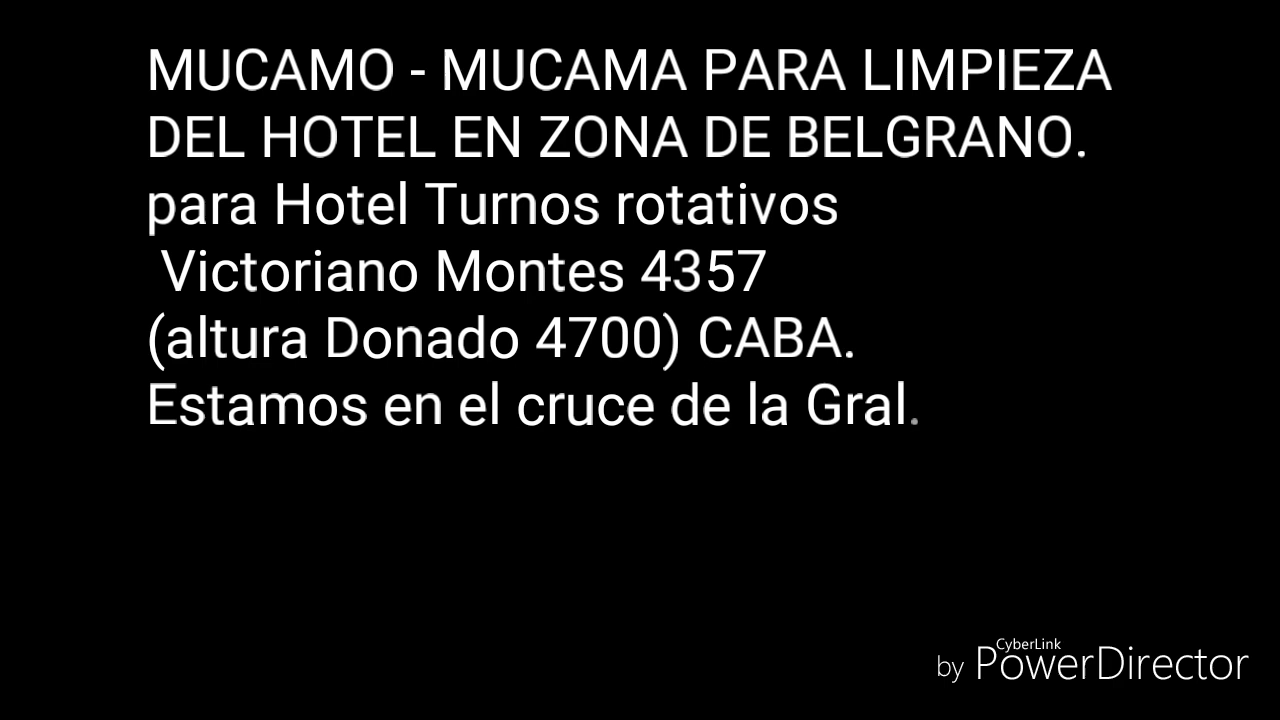 MUCAMO - MUCAMA PARA LIMPIEZA
DEL HOTEL EN ZONA DE BELGRANO.
para Hotel Turnos rotativos
Victoriano Montes 4357
(altura Donado 4700) CABA.
Estamos en el cruce de la Gral.
CyberLink
by PowerDirector